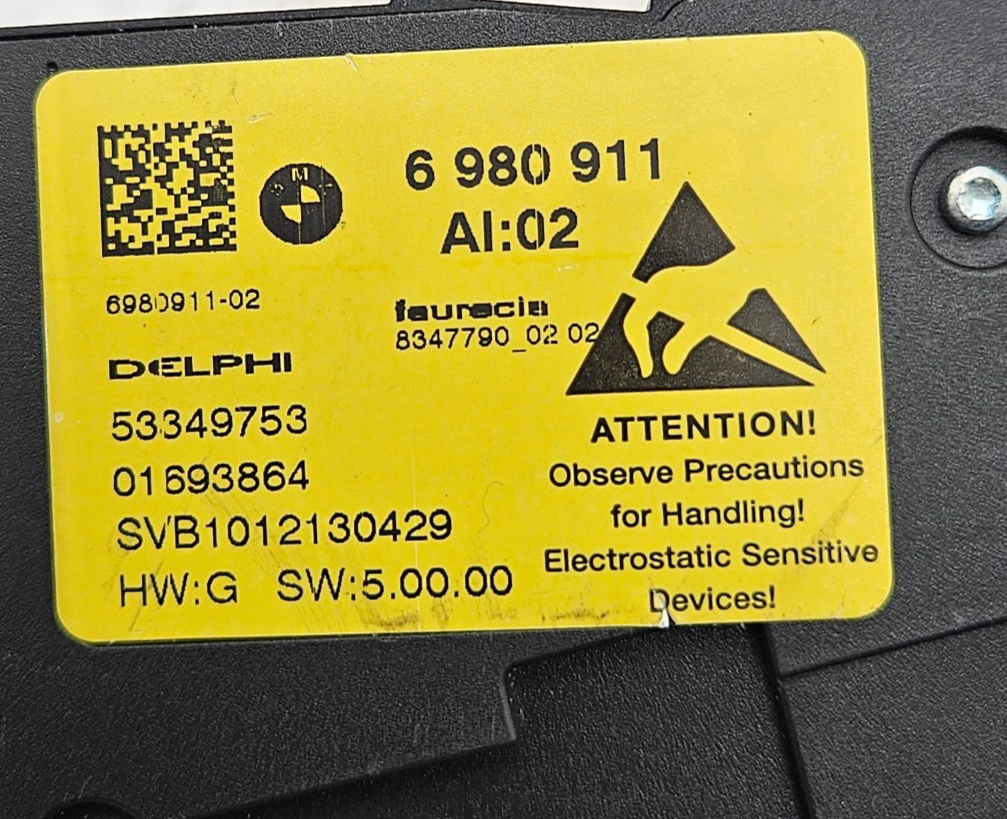 6 980 911
AI:02
6980911-02
faurecia
8347790_02 02
DELPHI
53349753
01693864
SVB1012130429
HW:G SW:5.00.00
ATTENTION!
Observe Precautions
for Handling!
Electrostatic Sensitive
Devices!